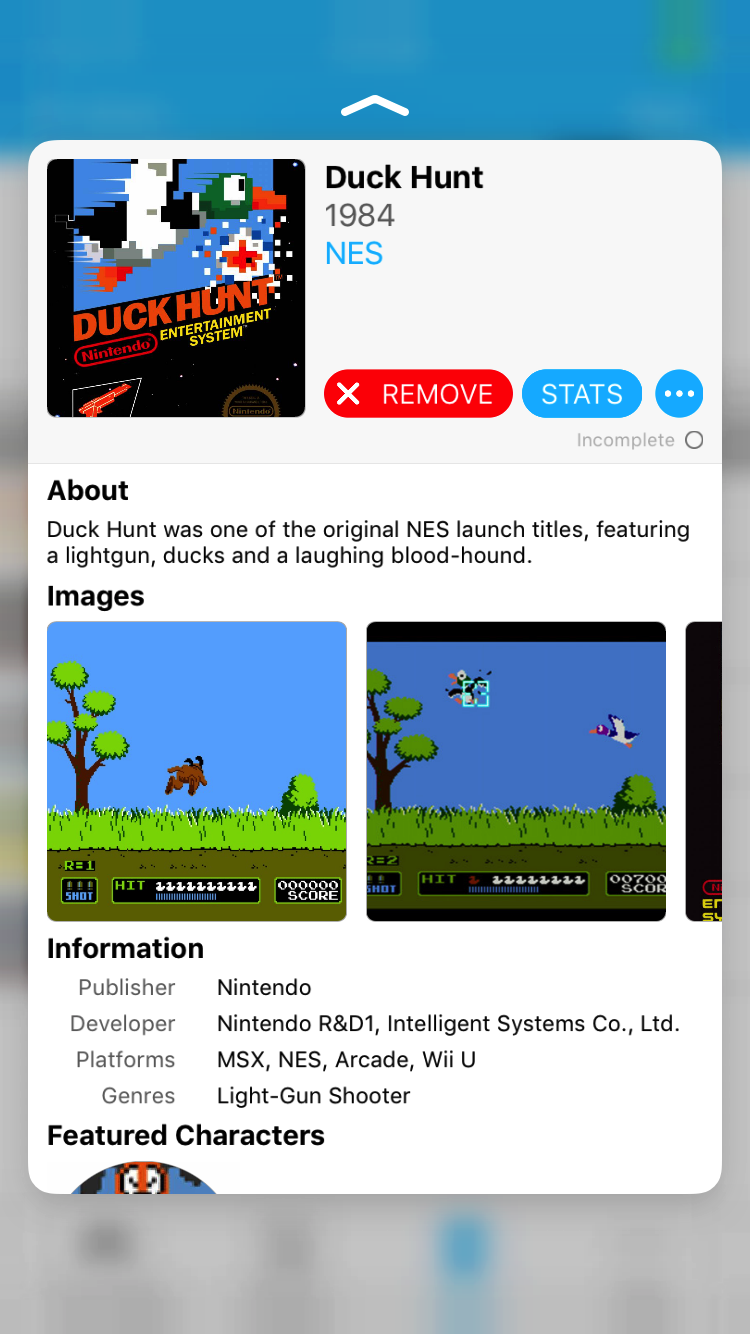 DUCK HUNT
Nintendo
ENTERTAINMENT
SYSTEM™
Nintendo
Duck Hunt
1984
NES
REMOVE
STATS
Incomplete
About
Duck Hunt was one of the original NES launch titles, featuring
a lightgun, ducks and a laughing blood-hound.
Images
R=1
SHOT
HIT
000000
SCORE
R=2
SHOT
HIT
00700
SCOR
Information
Publisher Nintendo
Developer Nintendo R&D1, Intelligent Systems Co., Ltd.
Platforms MSX, NES, Arcade, Wii U
Genres Light-Gun Shooter
Featured Characters